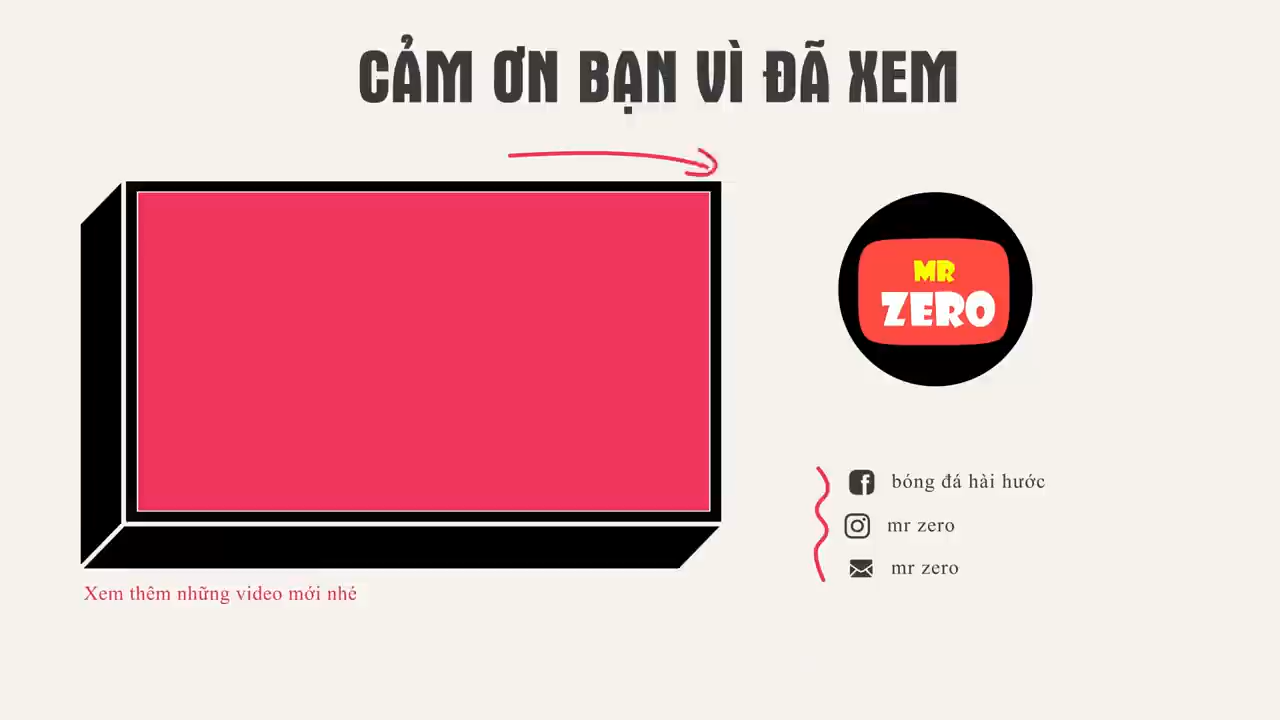 CẢM ƠN BẠN VÌ ĐÃ XEM
MR
ZERO
bóng đá hài hước
mr zero
mr zero
Xem thêm những video mới nhé